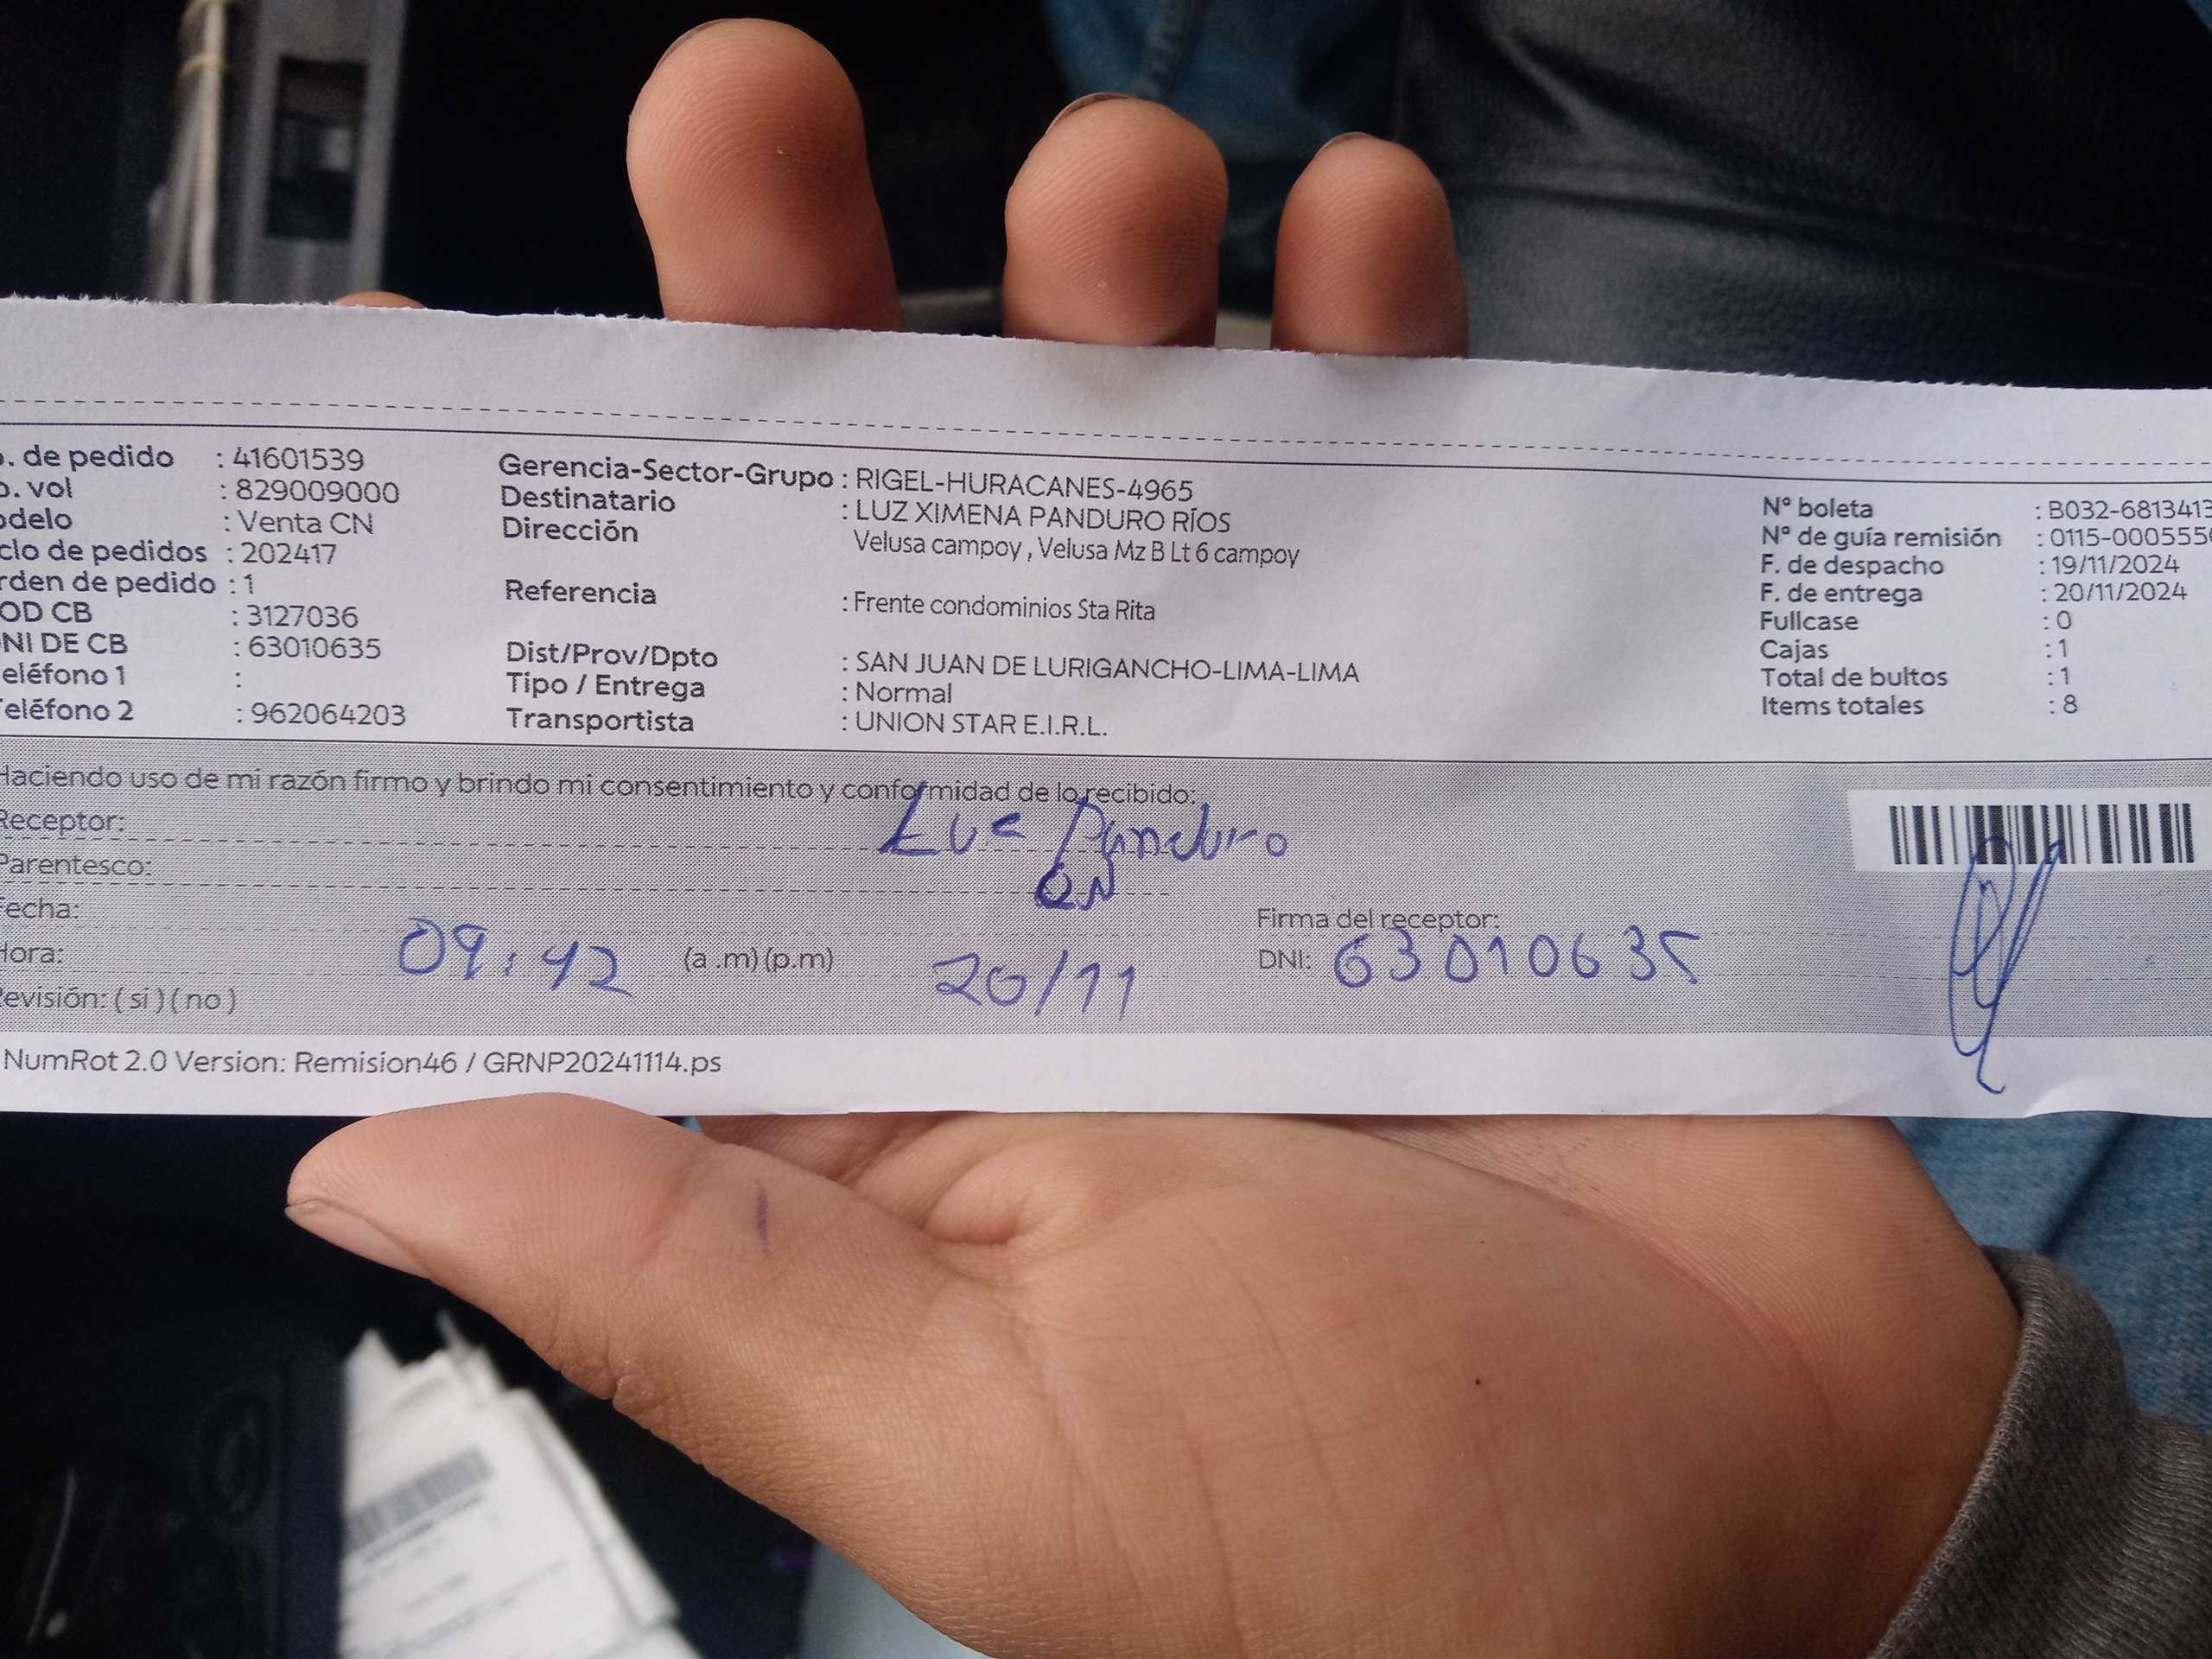 . de pedido : 41601539
o. vol : 829009000
odelo : Venta CN
clo de pedidos : 202417
rden de pedido : 1
OD CB : 3127036
NI DE CB : 63010635
eléfono 1 :
eléfono 2 : 962064203
Gerencia-Sector-Grupo : RIGEL-HURACANES-4965
Destinatario : LUZ XIMENA PANDURO RÍOS
Dirección Velusa campoy , Velusa Mz B Lt 6 campoy
Referencia : Frente condominios Sta Rita
Dist/Prov/Dpto : SAN JUAN DE LURIGANCHO-LIMA-LIMA
Tipo / Entrega : Normal
Transportista : UNION STAR E.I.R.L.
Nº boleta : B032-6813413
Nº de guía remisión : 0115-000555
F. de despacho : 19/11/2024
F. de entrega : 20/11/2024
Fullcase : 0
Cajas : 1
Total de bultos : 1
Items totales : 8
Haciendo uso de mi razón firmo y brindo mi consentimiento y conformidad de lo recibido:
Receptor: Panduro
Parentesco:
Fecha:
Hora: 09:42 (a .m) (p.m) 20/11
Firma del receptor:
DNI: 63010635
Revisión: ( si ) ( no )
NumRot 2.0 Version: Remision46 / GRNP20241114.ps